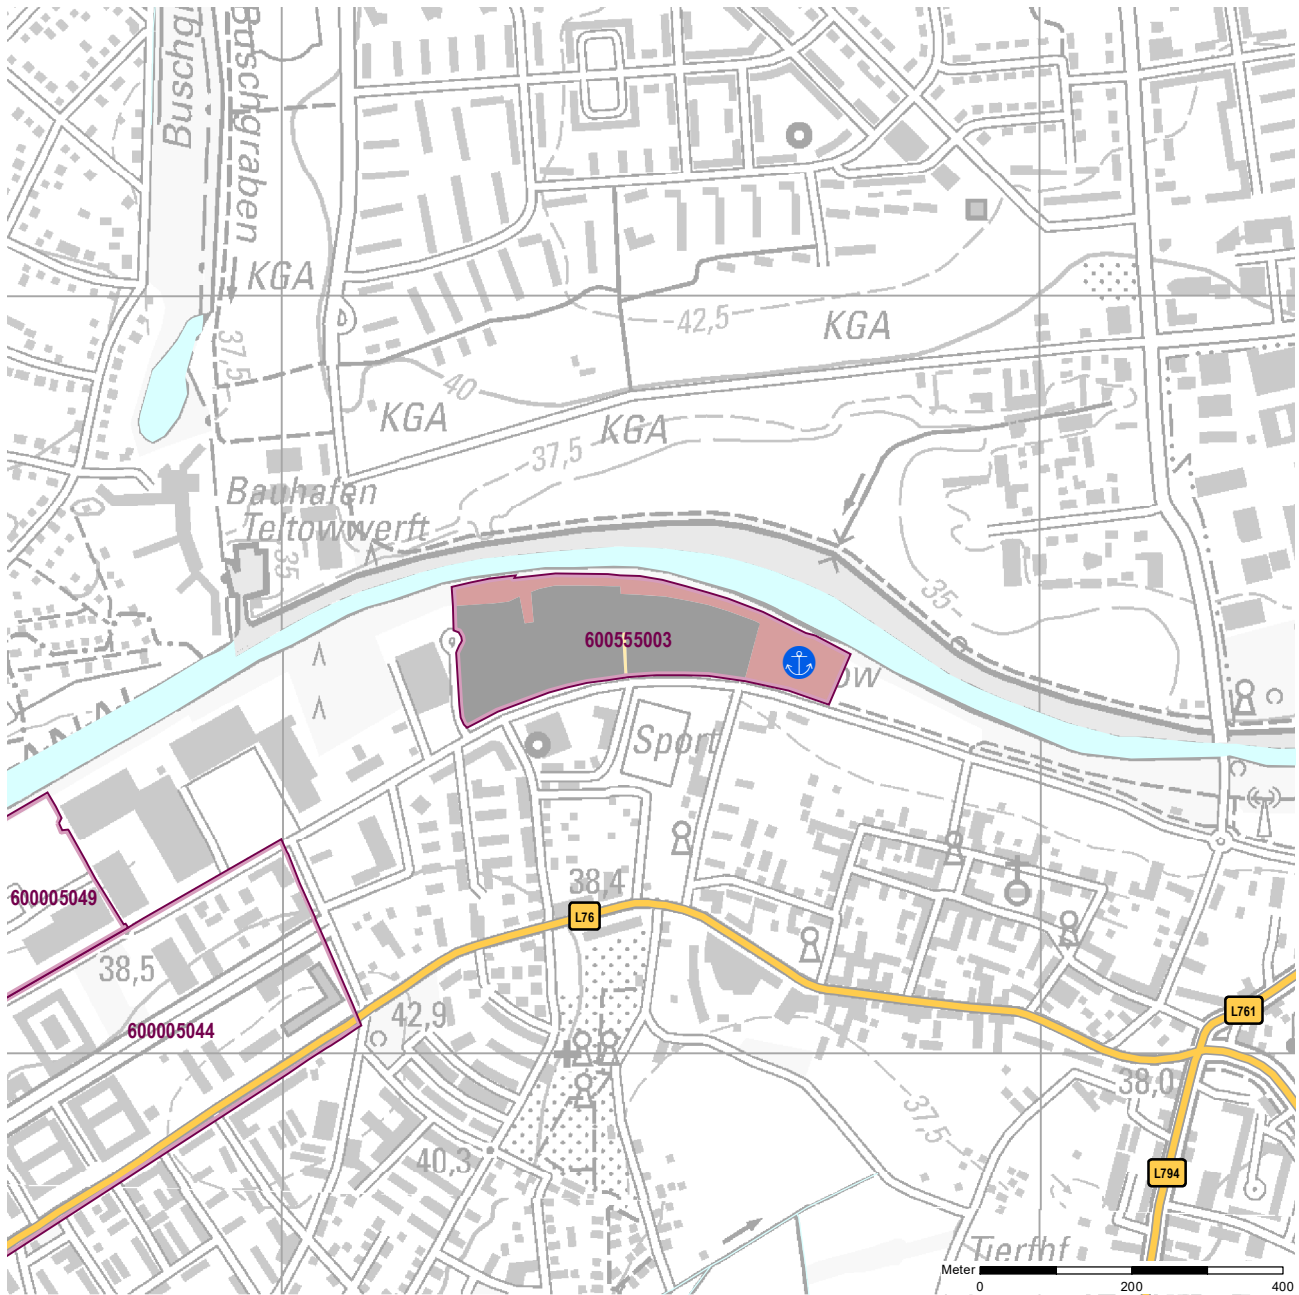 Buschgraben
KGA
37,5
42,5
KGA
40
KGA
KGA
37,5
Bauhafen
Teltowwerft
35
35
600555003
ow
Sport
600005049
38,4
L76
38,5
42,9
600005044
L761
38,0
37,5
40,3
L794
Tierhf
Meter
0
200
400